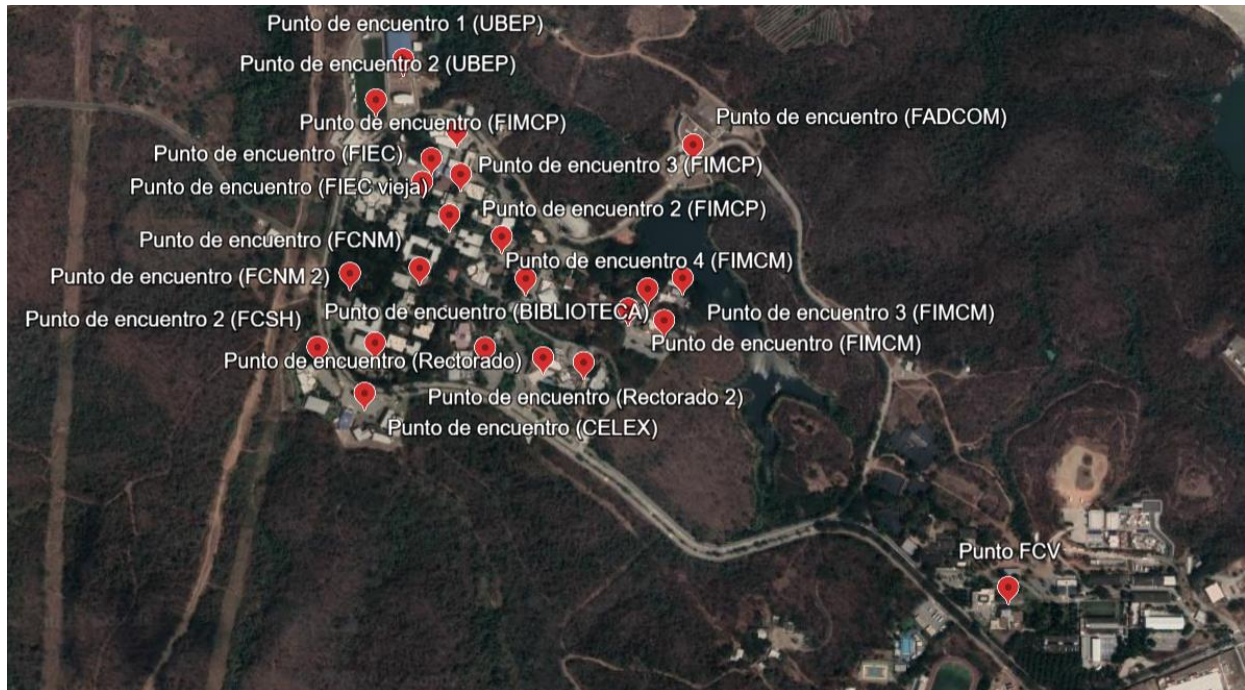 Punto de encuentro 1 (UBEP)
Punto de encuentro 2 (UBEP)
Punto de encuentro (FADCOM)
Punto de encuentro (FIMCP)
Punto de encuentro (FIEC)
Punto de encuentro 3 (FIMCP)
Punto de encuentro (FIEC vieja)
Punto de encuentro 2 (FIMCP)
Punto de encuentro (FCNM)
Punto de encuentro 4 (FIMCM)
Punto de encuentro (FCNM 2)
Punto de encuentro (BIBLIOTECA)
Punto de encuentro 3 (FIMCM)
Punto de encuentro 2 (FCSH)
Punto de encuentro (FIMCM)
Punto de encuentro (Rectorado)
Punto de encuentro (Rectorado 2)
Punto de encuentro (CELEX)
Punto FCV